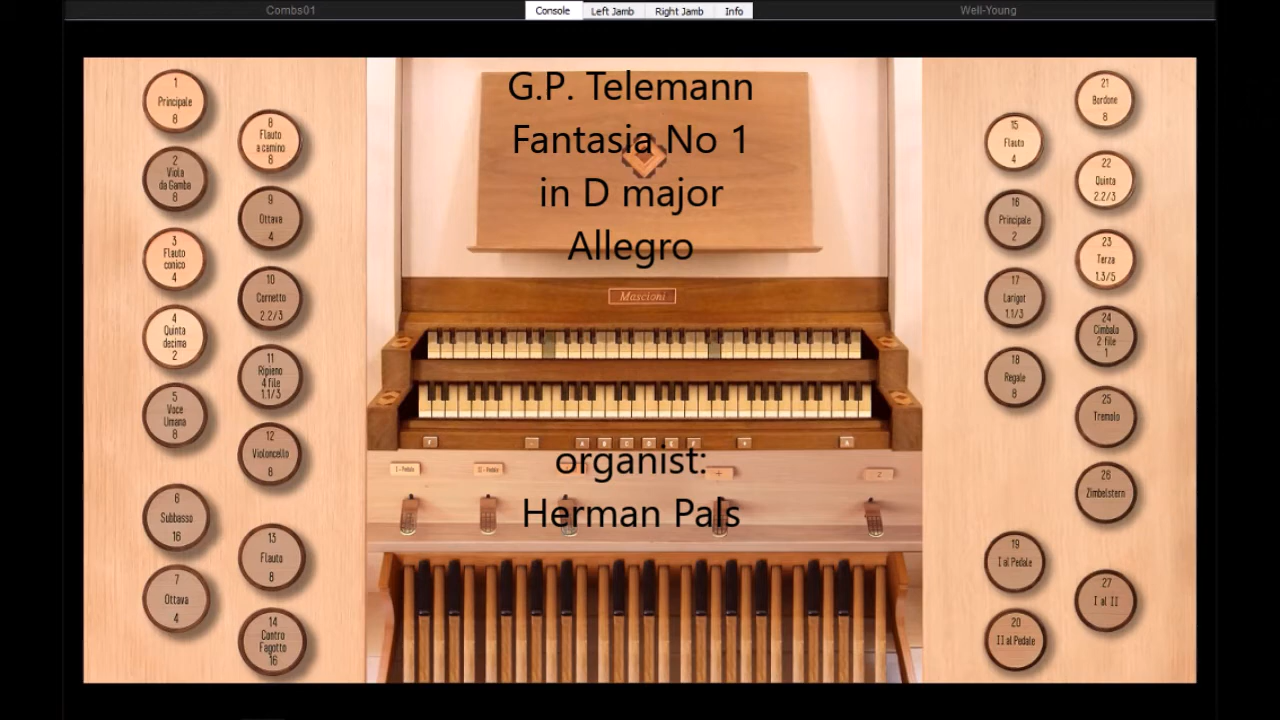 Combs01
Console
Left Jamb
Right Jamb
Info
Well-Young
G.P. Telemann
Fantasia No 1
in D major
Allegro
Mascioni
organist:
Herman Pals
1
Principale
8
2
Viola
da Gamba
8
3
Flauto
conico
4
4
Quinta
decima
2
5
Voce
Umana
8
6
Subbasso
16
7
Ottava
4
8
Flauto
a camino
8
9
Ottava
4
10
Cornetto
2.2/3
11
Ripieno
4 file
1.1/3
12
Violoncello
8
13
Flauto
8
14
Contro
Fagotto
16
I - Pedale
II - Pedale
A B C D E F
15
Flauto
4
16
Principale
2
17
Larigot
1.1/3
18
Regale
8
19
I al Pedale
20
II al Pedale
21
Bordone
8
22
Quinta
2.2/3
23
Terza
1.3/5
24
Cimbalo
2 file
1
25
Tremolo
26
Zimbelstern
27
I al II